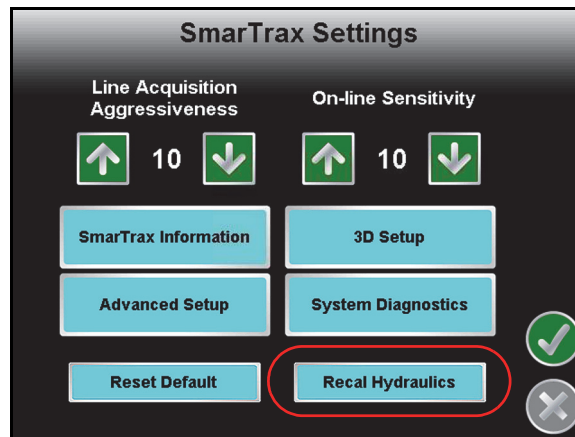 SmarTrax Settings
Line Acquisition
Aggressiveness
On-line Sensitivity
10
10
SmarTrax Information
3D Setup
Advanced Setup
System Diagnostics
Reset Default
Recal Hydraulics